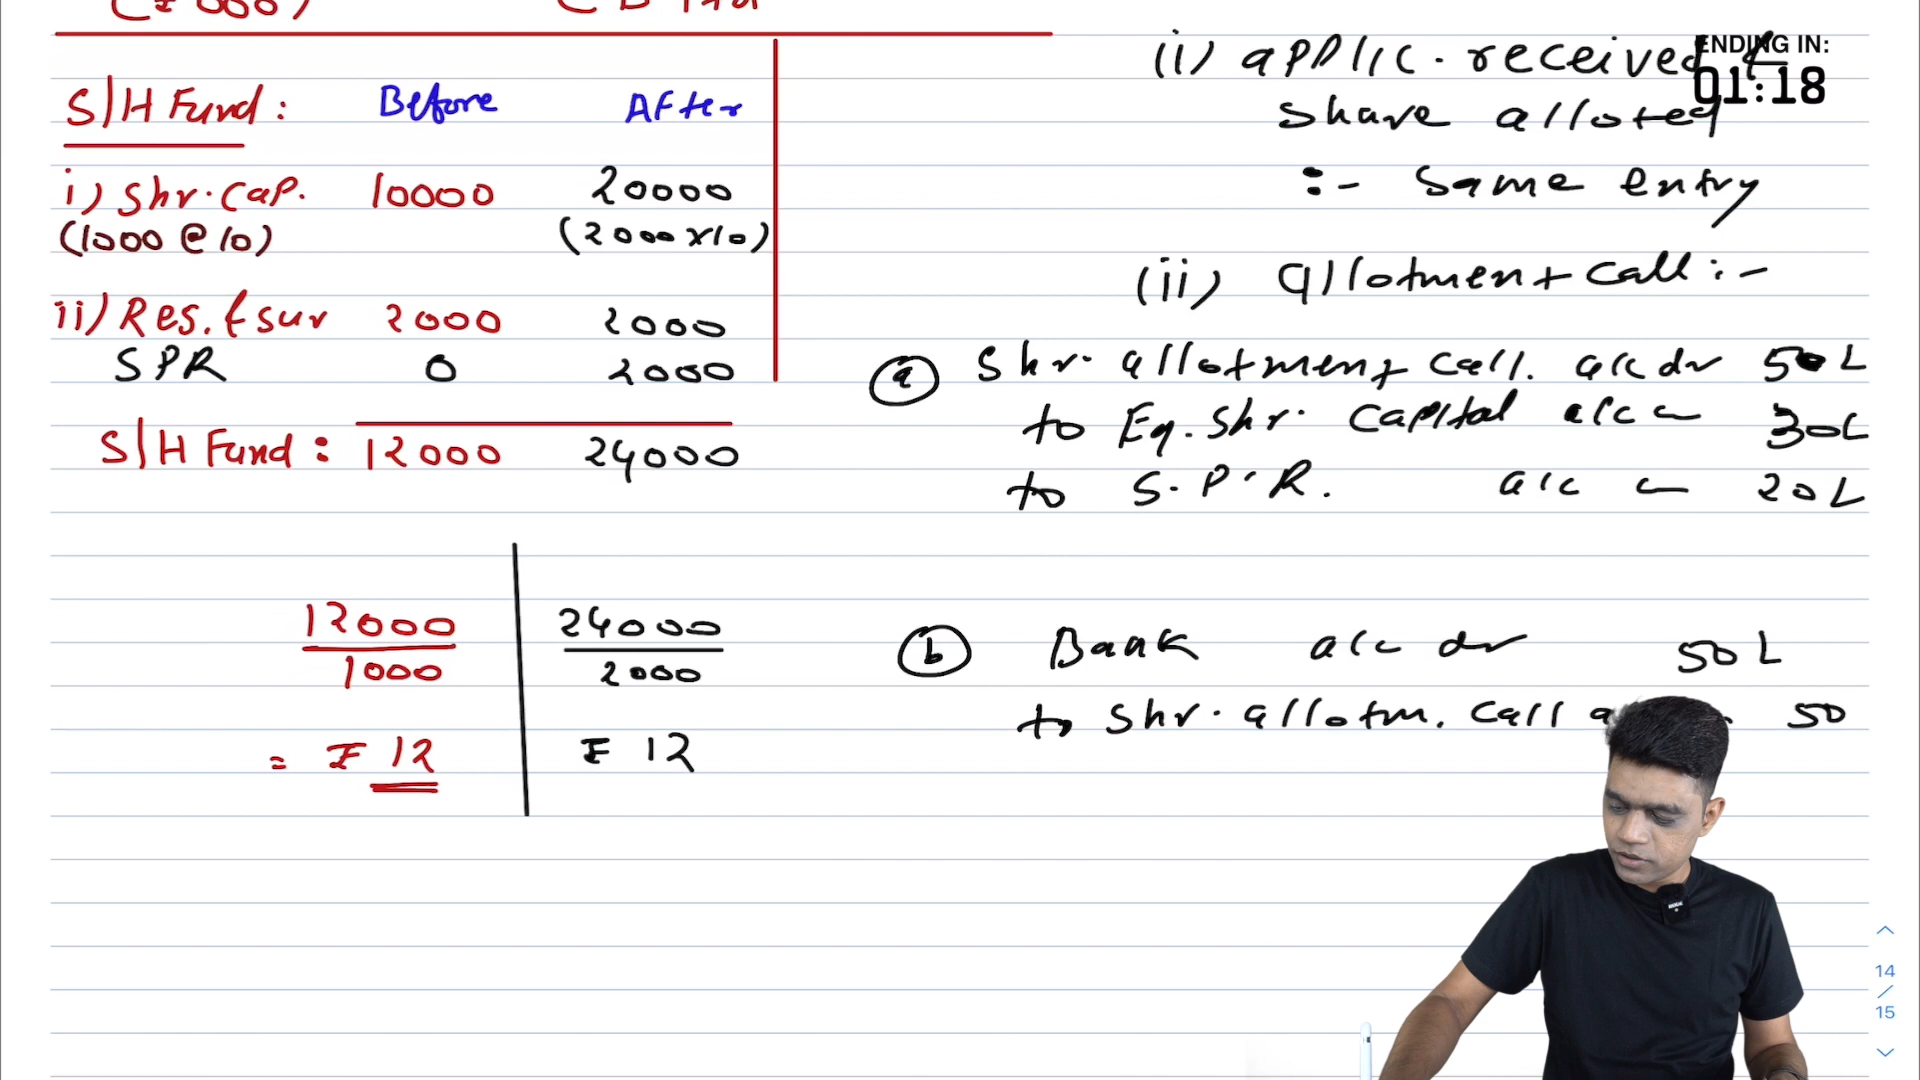 S/H Fund: Before After
i) Shr. Cap. 10000 20000
(1000 @ 10) (2000 x 10)
ii) Res. & sur 2000 2000
SPR 0 2000
S/H Fund: 12000 24000
12000 24000
1000 2000
= ₹ 12 ₹ 12
(ii) applic. received &
share alloted
:- Same entry
(ii) allotment call :-
(a) Shr. allotment call. a/c dr 50L
to Eq. Shr. Capital a/c 30L
to S.P.R. a/c 20L
(b) Bank a/c dr 50L
to Shr. allotm. call 50
ENDING IN:
01:18
14
/
15